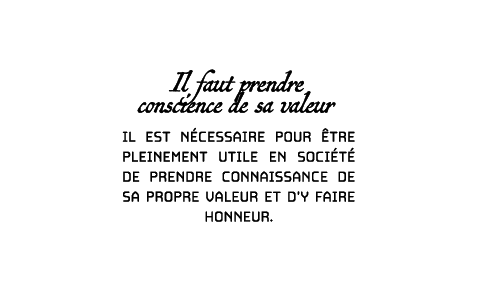 Il faut prendre
conscience de sa valeur
IL EST NÉCESSAIRE POUR ÊTRE
PLEINEMENT UTILE EN SOCIÉTÉ
DE PRENDRE CONNAISSANCE DE
SA PROPRE VALEUR ET D'Y FAIRE
HONNEUR.